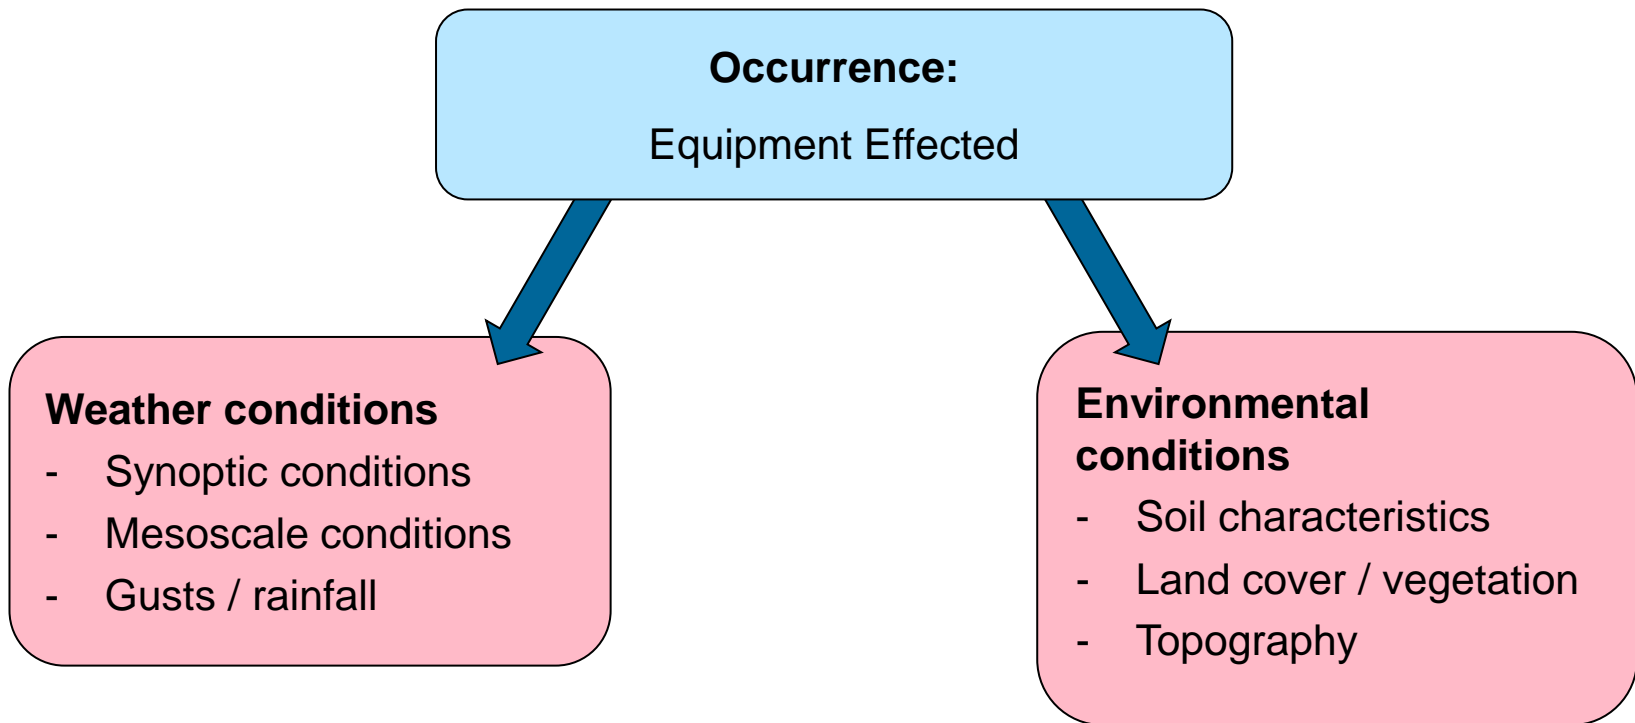 Occurrence:
Equipment Effected
Weather conditions
- Synoptic conditions
- Mesoscale conditions
- Gusts / rainfall
Environmental
conditions
- Soil characteristics
- Land cover / vegetation
- Topography